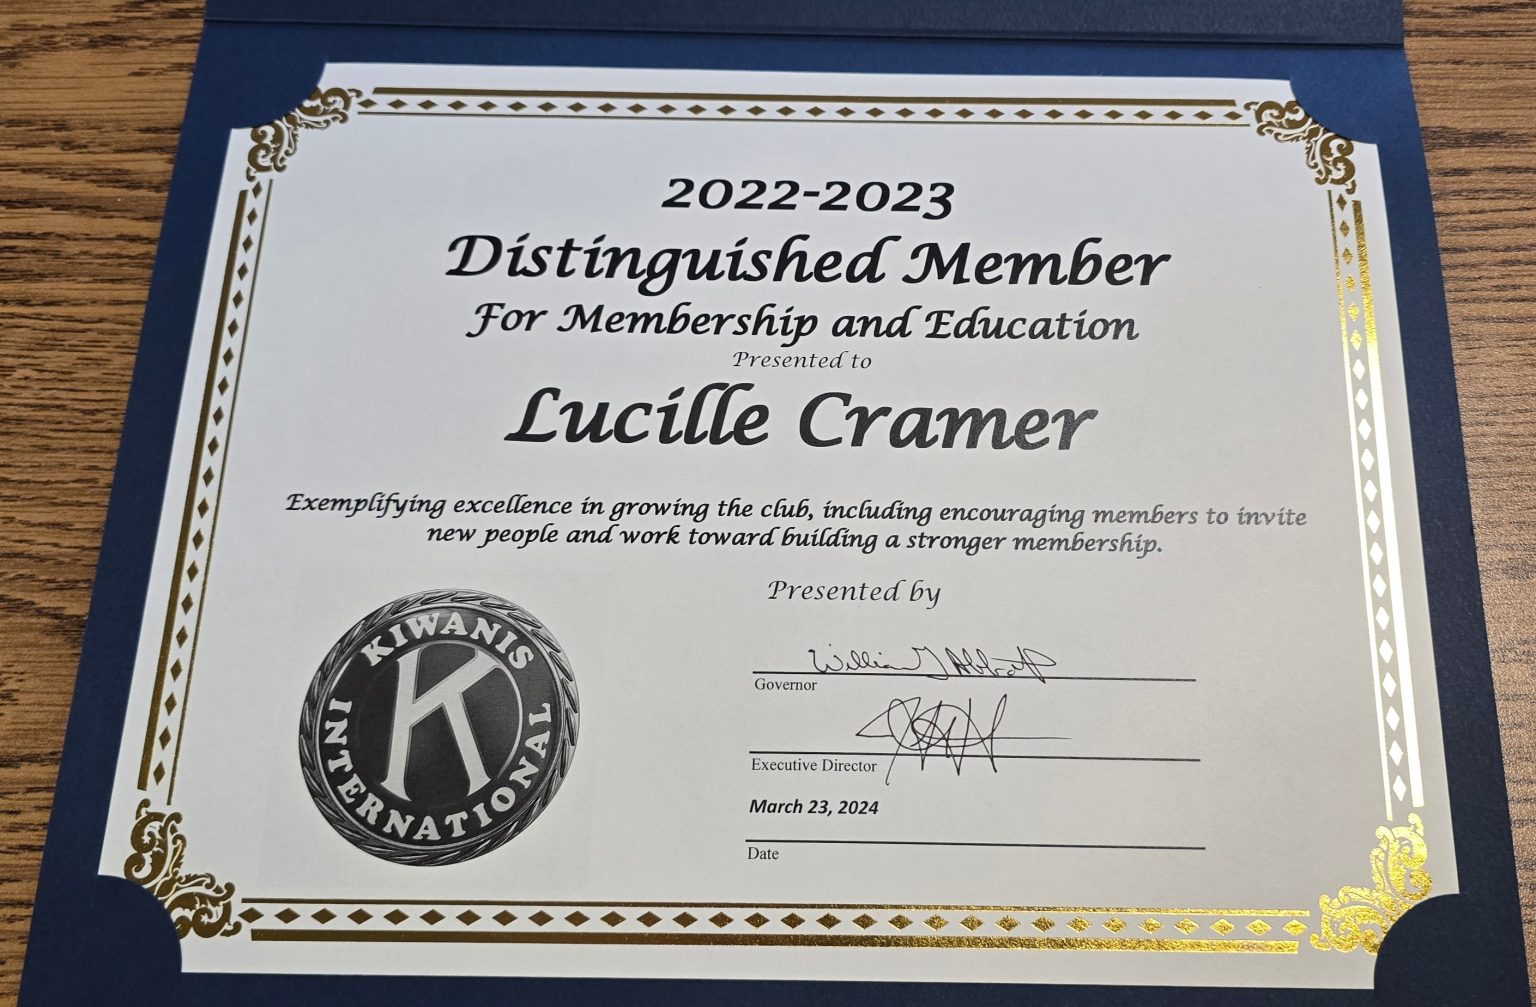 2022-2023
Distinguished Member
For Membership and Education
Presented to
Lucille Cramer
Exemplifying excellence in growing the club, including encouraging members to invite
new people and work toward building a stronger membership.
Presented by
Governor
Executive Director
March 23, 2024
Date
KIWANIS
K
INTERNATIONAL